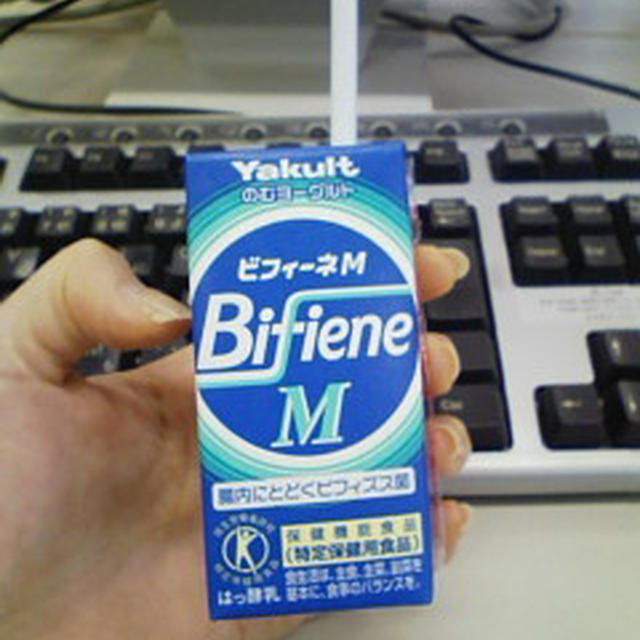 Yakult
のむヨーグルト
ビフィーネM
Bifiene
M
腸内にとどくビフィズス菌
保健機能食品
(特定保健用食品)
食生活は、主食、主菜、副菜を
基本に、食事のバランスを。
はっ酵乳